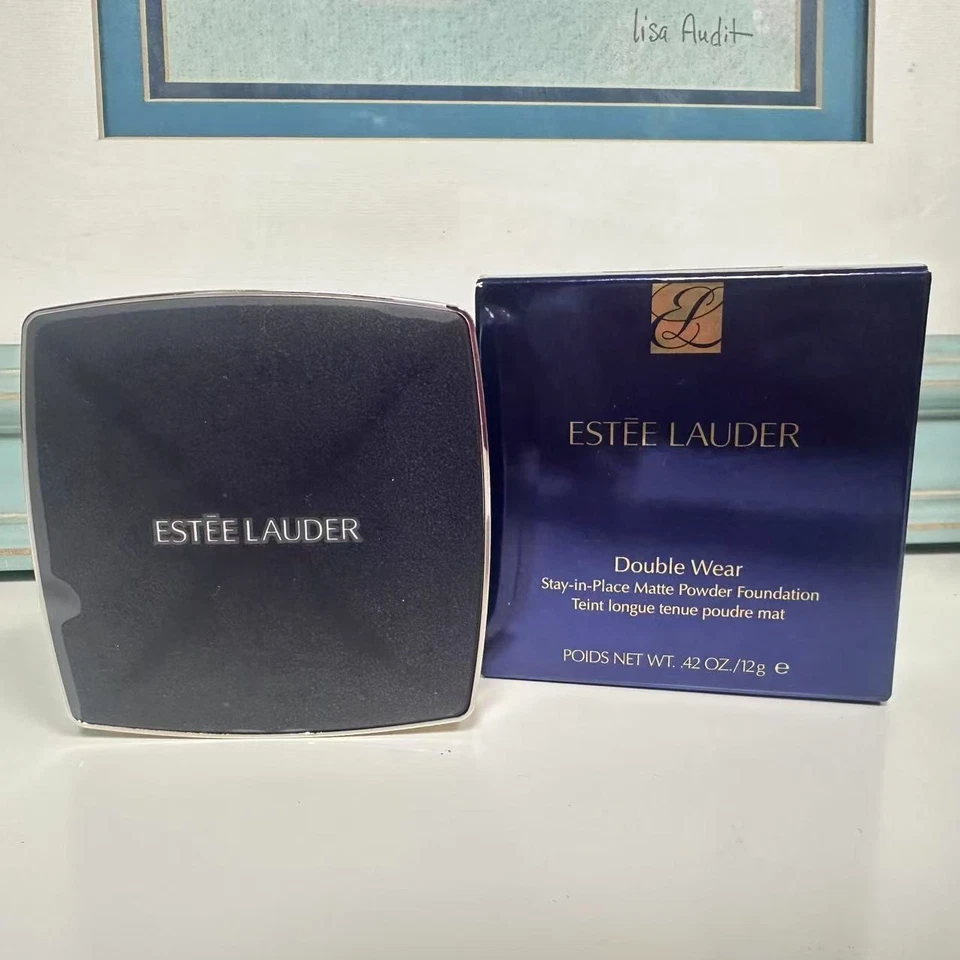 lisa Audit
ESTĒE LAUDER
EL
ESTĒE LAUDER
Double Wear
Stay-in-Place Matte Powder Foundation
Teint longue tenue poudre mat
POIDS NET WT. .42 OZ./12g e